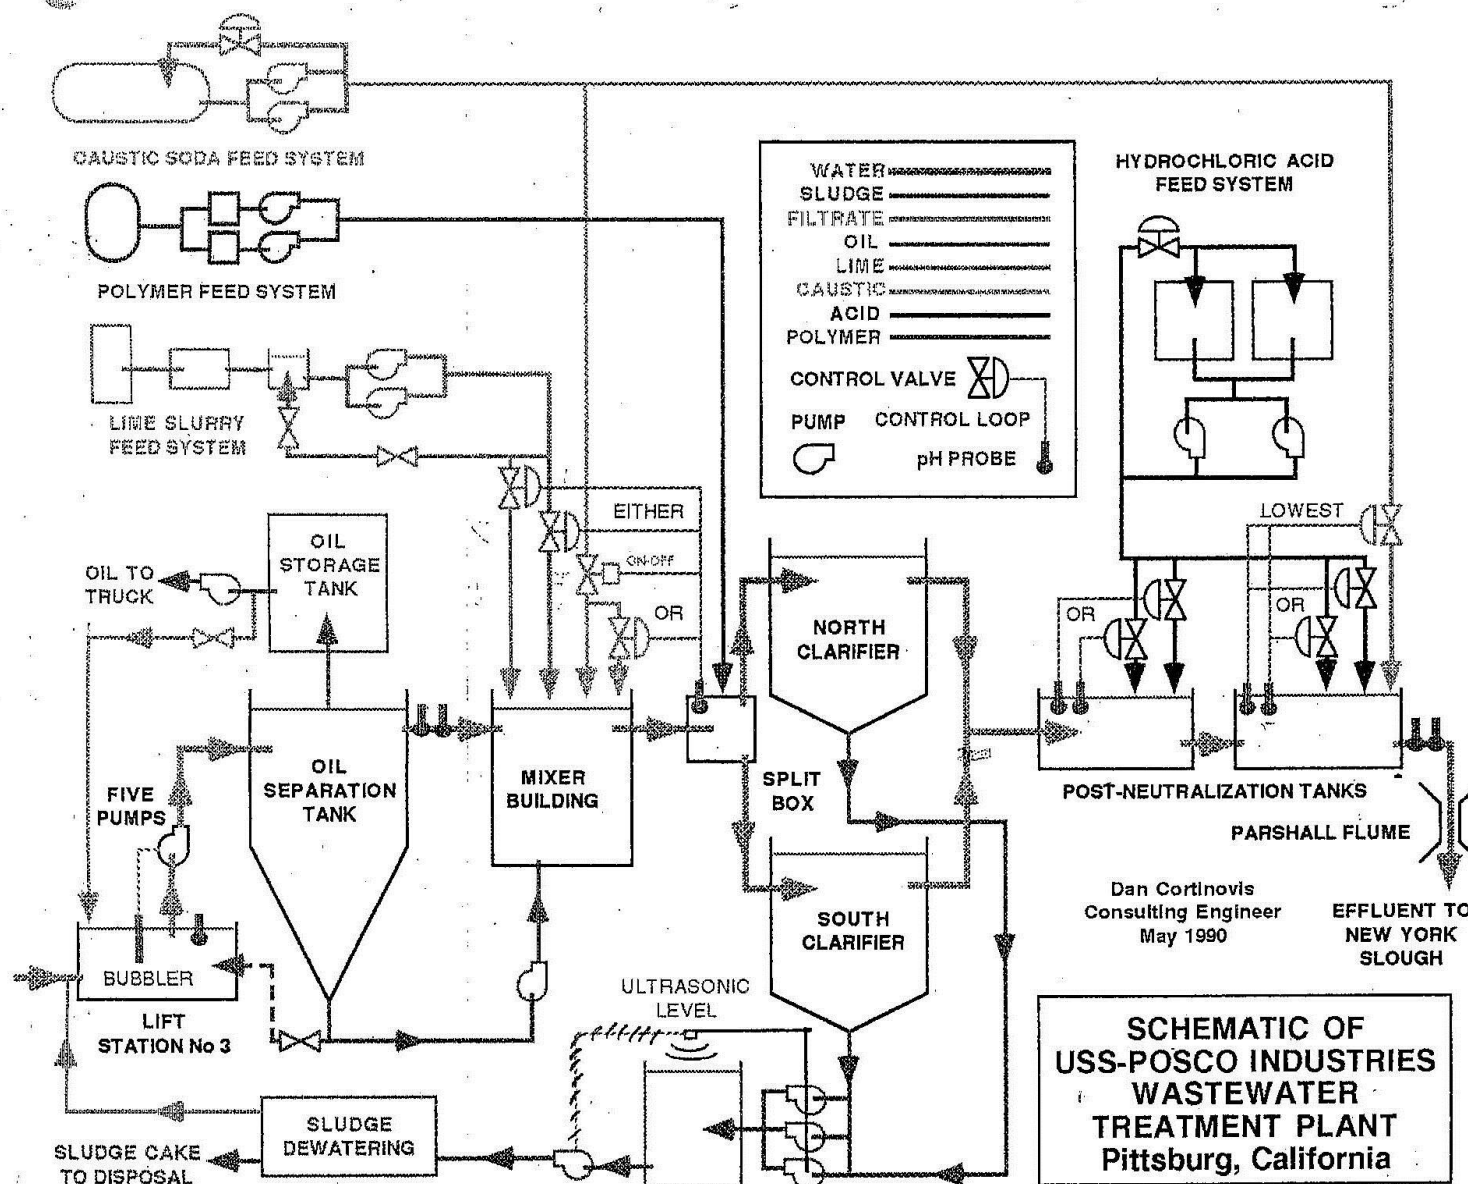 CAUSTIC SODA FEED SYSTEM
POLYMER FEED SYSTEM
LIME SLURRY
FEED SYSTEM
WATER
SLUDGE
FILTRATE
OIL
LIME
CAUSTIC
ACID
POLYMER
CONTROL VALVE
PUMP
CONTROL LOOP
pH PROBE
HYDROCHLORIC ACID
FEED SYSTEM
EITHER
ON-OFF
OR
LOWEST
OR
OR
OIL
STORAGE
TANK
OIL TO
TRUCK
FIVE
PUMPS
OIL
SEPARATION
TANK
MIXER
BUILDING
SPLIT
BOX
NORTH
CLARIFIER
SOUTH
CLARIFIER
POST-NEUTRALIZATION TANKS
PARSHALL FLUME
Dan Cortinovis
Consulting Engineer
May 1990
EFFLUENT TO
NEW YORK
SLOUGH
BUBBLER
LIFT
STATION No 3
ULTRASONIC
LEVEL
SLUDGE
DEWATERING
SLUDGE CAKE
TO DISPOSAL
SCHEMATIC OF
USS-POSCO INDUSTRIES
WASTEWATER
TREATMENT PLANT
Pittsburg, California